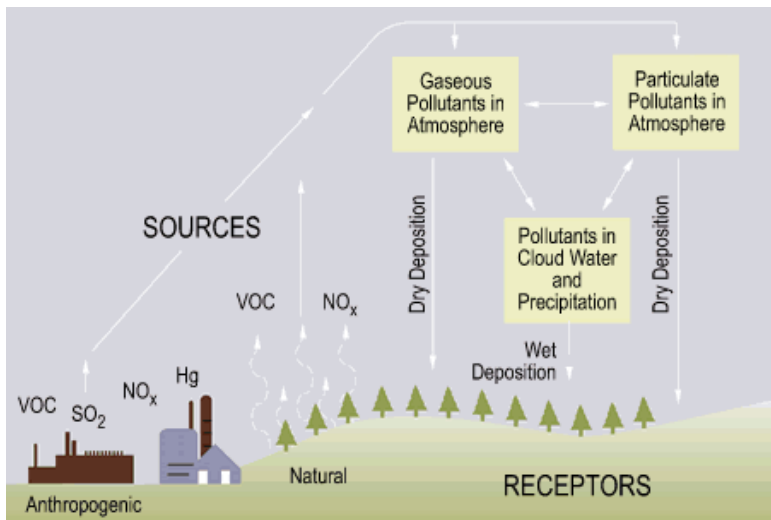 Gaseous
Pollutants in
Atmosphere
Particulate
Pollutants in
Atmosphere
SOURCES
Dry Deposition
Pollutants in
Cloud Water
and
Precipitation
Dry Deposition
VOC
NOx
Wet
Deposition
VOC
SO2
NOx
Hg
Natural
RECEPTORS
Anthropogenic